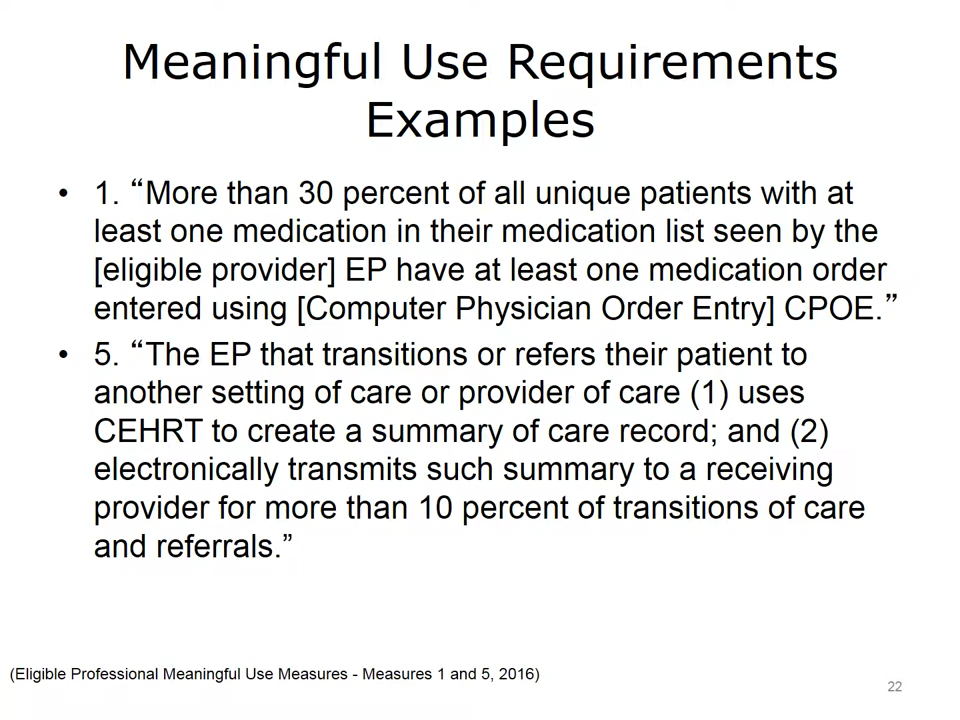 Meaningful Use Requirements
Examples
• 1. “More than 30 percent of all unique patients with at
least one medication in their medication list seen by the
[eligible provider] EP have at least one medication order
entered using [Computer Physician Order Entry] CPOE.”
• 5. “The EP that transitions or refers their patient to
another setting of care or provider of care (1) uses
CEHRT to create a summary of care record; and (2)
electronically transmits such summary to a receiving
provider for more than 10 percent of transitions of care
and referrals.”
(Eligible Professional Meaningful Use Measures - Measures 1 and 5, 2016)
22